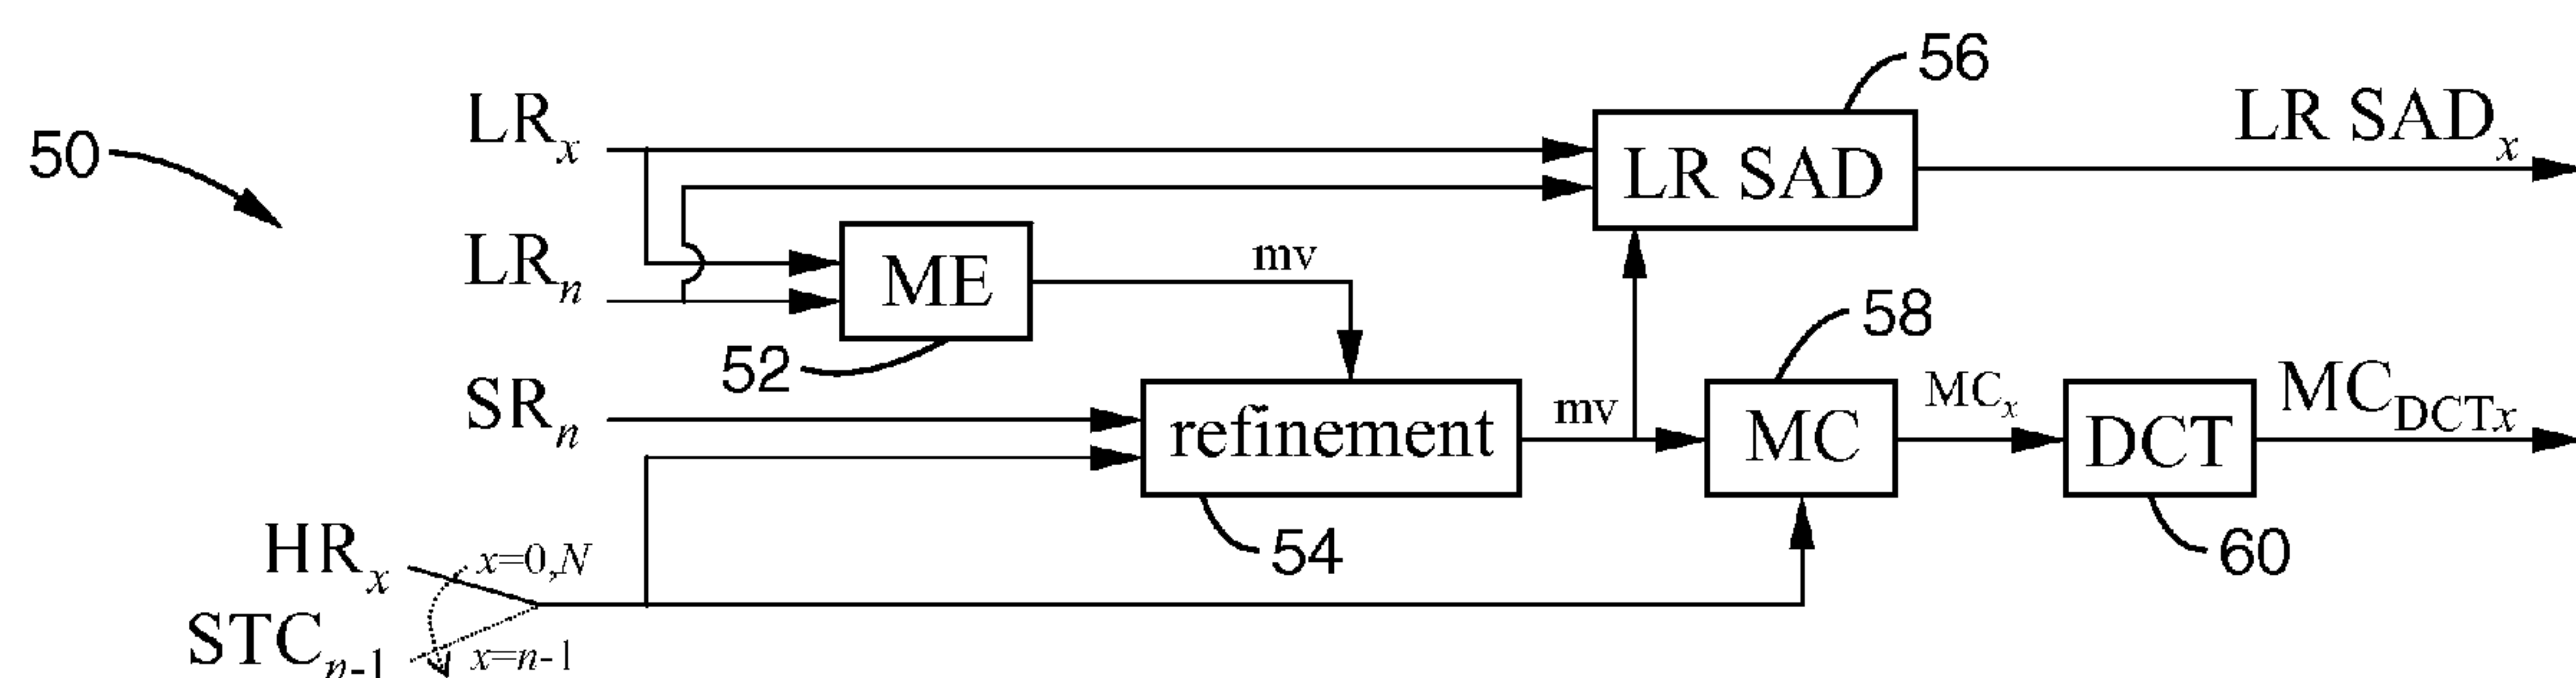 56
LRx
LR SADx
50
LR SAD
LRn
mv
ME
58
52
SRn
MCx
MCDCTx
mv
refinement
MC
DCT
HRx
x=0,N
54
60
STCn-1
x=n-1